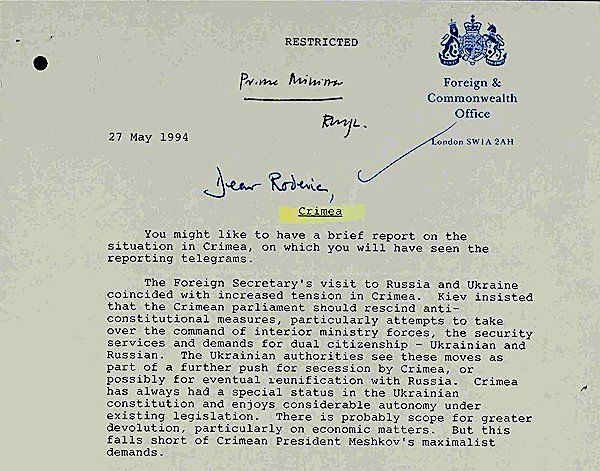 RESTRICTED
Prime Minister
Foreign &
Commonwealth
Office
London SW1A 2AH
27 May 1994
Dear Roderic,
Crimea
You might like to have a brief report on the
situation in Crimea, on which you will have seen the
reporting telegrams.
The Foreign Secretary's visit to Russia and Ukraine
coincided with increased tension in Crimea. Kiev insisted
that the Crimean parliament should rescind anti-
constitutional measures, particularly attempts to take
over the command of interior ministry forces, the security
services and demands for dual citizenship - Ukrainian and
Russian. The Ukrainian authorities see these moves as
part of a further push for secession by Crimea, or
possibly for eventual reunification with Russia. Crimea
has always had a special status in the Ukrainian
constitution and enjoys considerable autonomy under
existing legislation. There is probably scope for greater
devolution, particularly on economic matters. But this
falls short of Crimean President Meshkov's maximalist
demands.